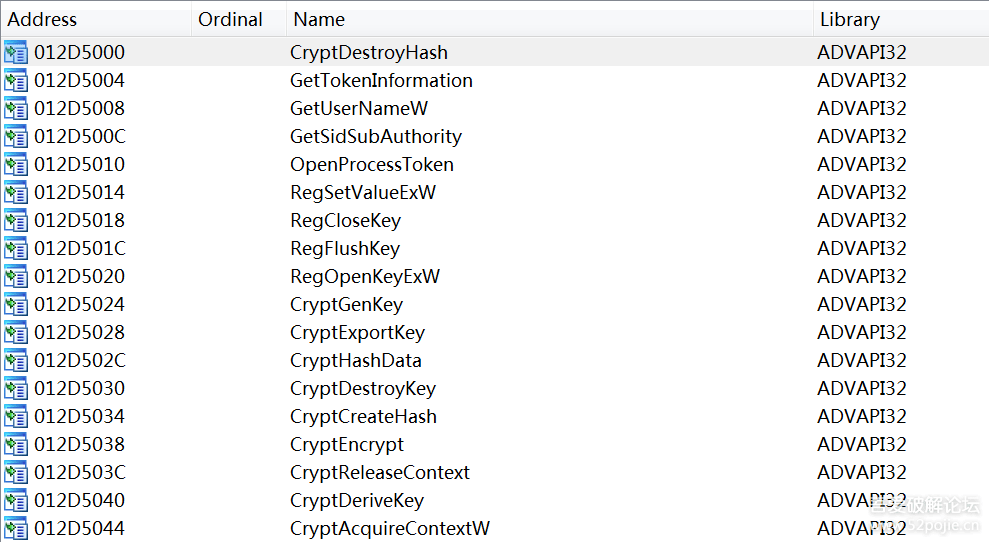 Address Ordinal Name Library
012D5000 CryptDestroyHash ADVAPI32
012D5004 GetTokenInformation ADVAPI32
012D5008 GetUserNameW ADVAPI32
012D500C GetSidSubAuthority ADVAPI32
012D5010 OpenProcessToken ADVAPI32
012D5014 RegSetValueExW ADVAPI32
012D5018 RegCloseKey ADVAPI32
012D501C RegFlushKey ADVAPI32
012D5020 RegOpenKeyExW ADVAPI32
012D5024 CryptGenKey ADVAPI32
012D5028 CryptExportKey ADVAPI32
012D502C CryptHashData ADVAPI32
012D5030 CryptDestroyKey ADVAPI32
012D5034 CryptCreateHash ADVAPI32
012D5038 CryptEncrypt ADVAPI32
012D503C CryptReleaseContext ADVAPI32
012D5040 CryptDeriveKey ADVAPI32
吾爱破解论坛
012D5044 CryptAcquireContextW ADVAPI32
www.52pojie.cn